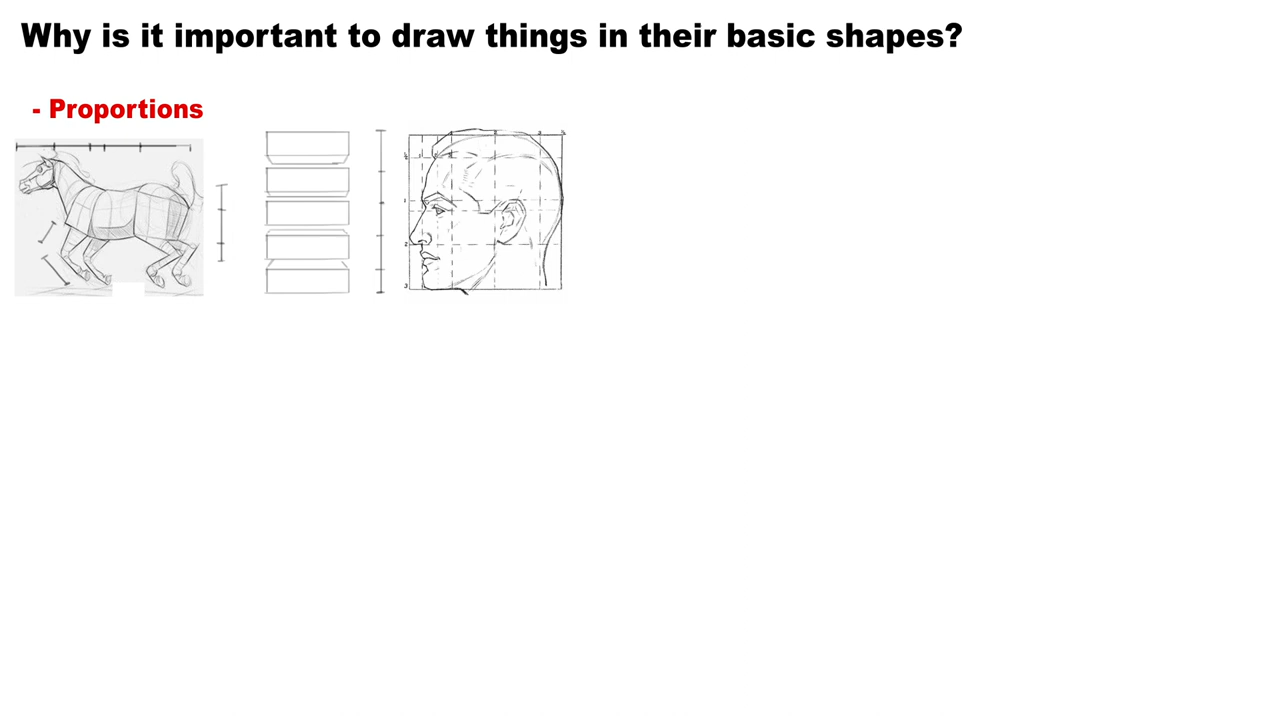 Why is it important to draw things in their basic shapes?
- Proportions